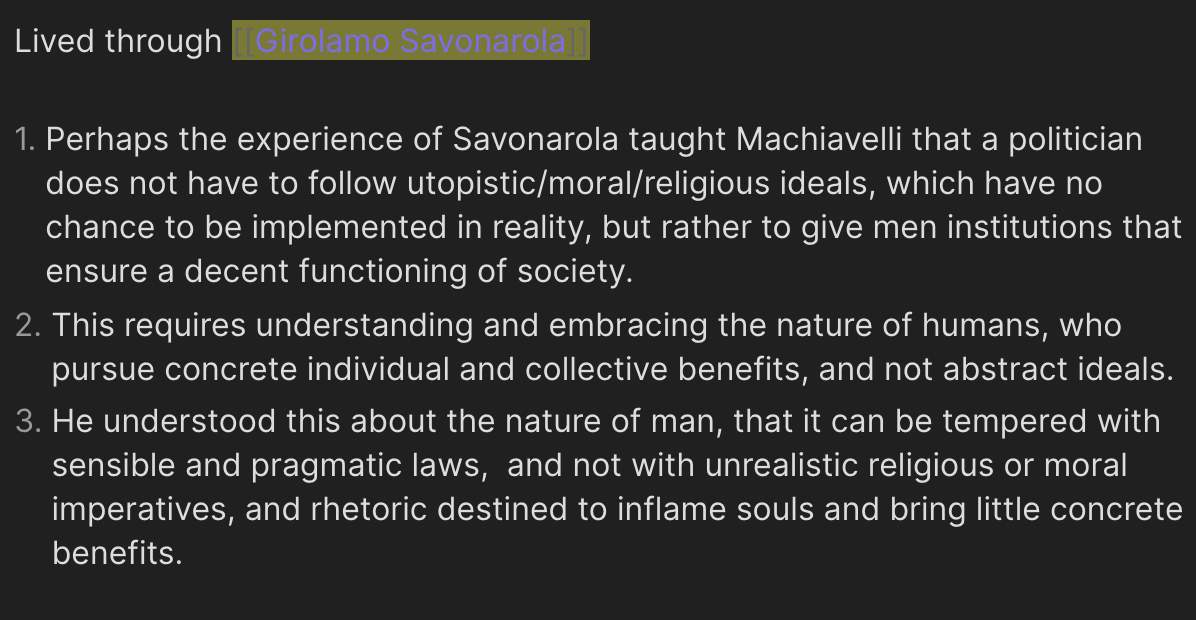 Lived through [[Girolamo Savonarola]]
1. Perhaps the experience of Savonarola taught Machiavelli that a politician
does not have to follow utopistic/moral/religious ideals, which have no
chance to be implemented in reality, but rather to give men institutions that
ensure a decent functioning of society.
2. This requires understanding and embracing the nature of humans, who
pursue concrete individual and collective benefits, and not abstract ideals.
3. He understood this about the nature of man, that it can be tempered with
sensible and pragmatic laws,  and not with unrealistic religious or moral
imperatives, and rhetoric destined to inflame souls and bring little concrete
benefits.